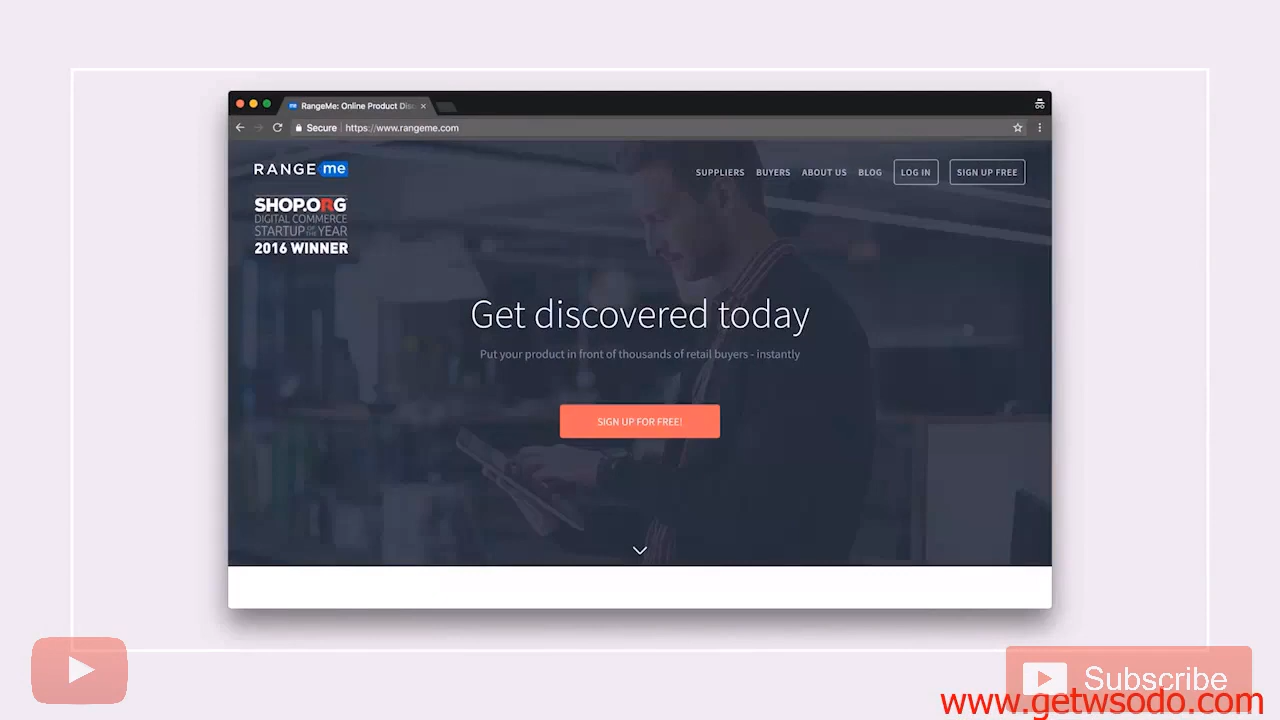 RangeMe: Online Product Disc
Secure https://www.rangeme.com
RANGE me
SUPPLIERS BUYERS ABOUT US BLOG LOG IN SIGN UP FREE
SHOP.ORG
DIGITAL COMMERCE
STARTUP OF THE YEAR
2016 WINNER
Get discovered today
Put your product in front of thousands of retail buyers - instantly
SIGN UP FOR FREE!
Subscribe
www.getwsodo.com